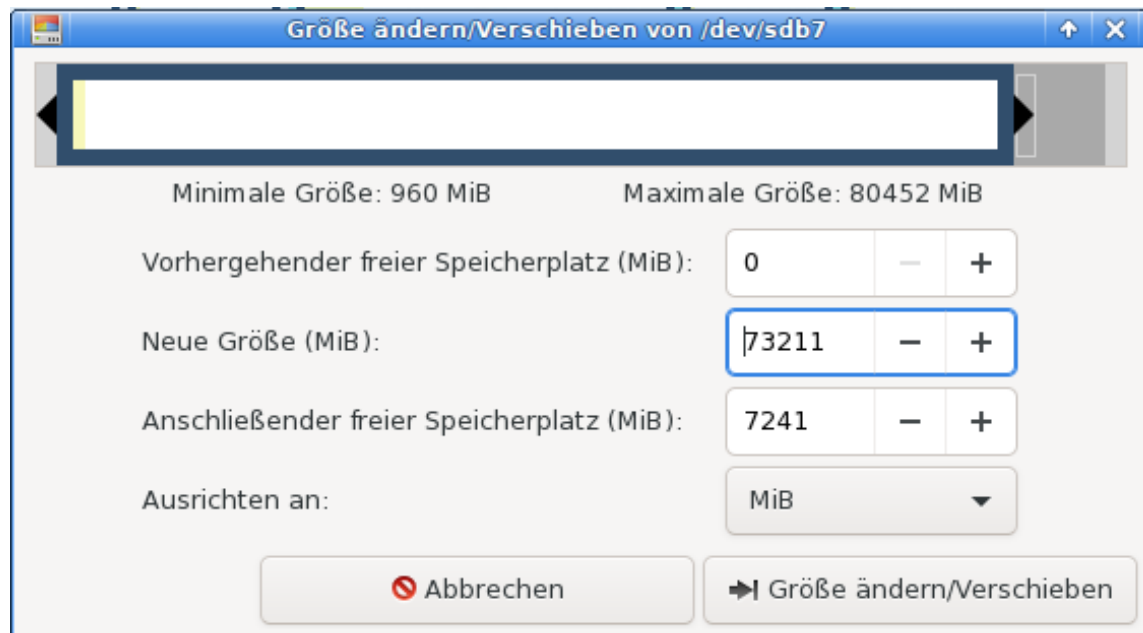 Größe ändern/Verschieben von /dev/sdb7
Minimale Größe: 960 MiB Maximale Größe: 80452 MiB
Vorhergehender freier Speicherplatz (MiB): 0
Neue Größe (MiB): 73211
Anschließender freier Speicherplatz (MiB): 7241
Ausrichten an: MiB
Abbrechen Größe ändern/Verschieben